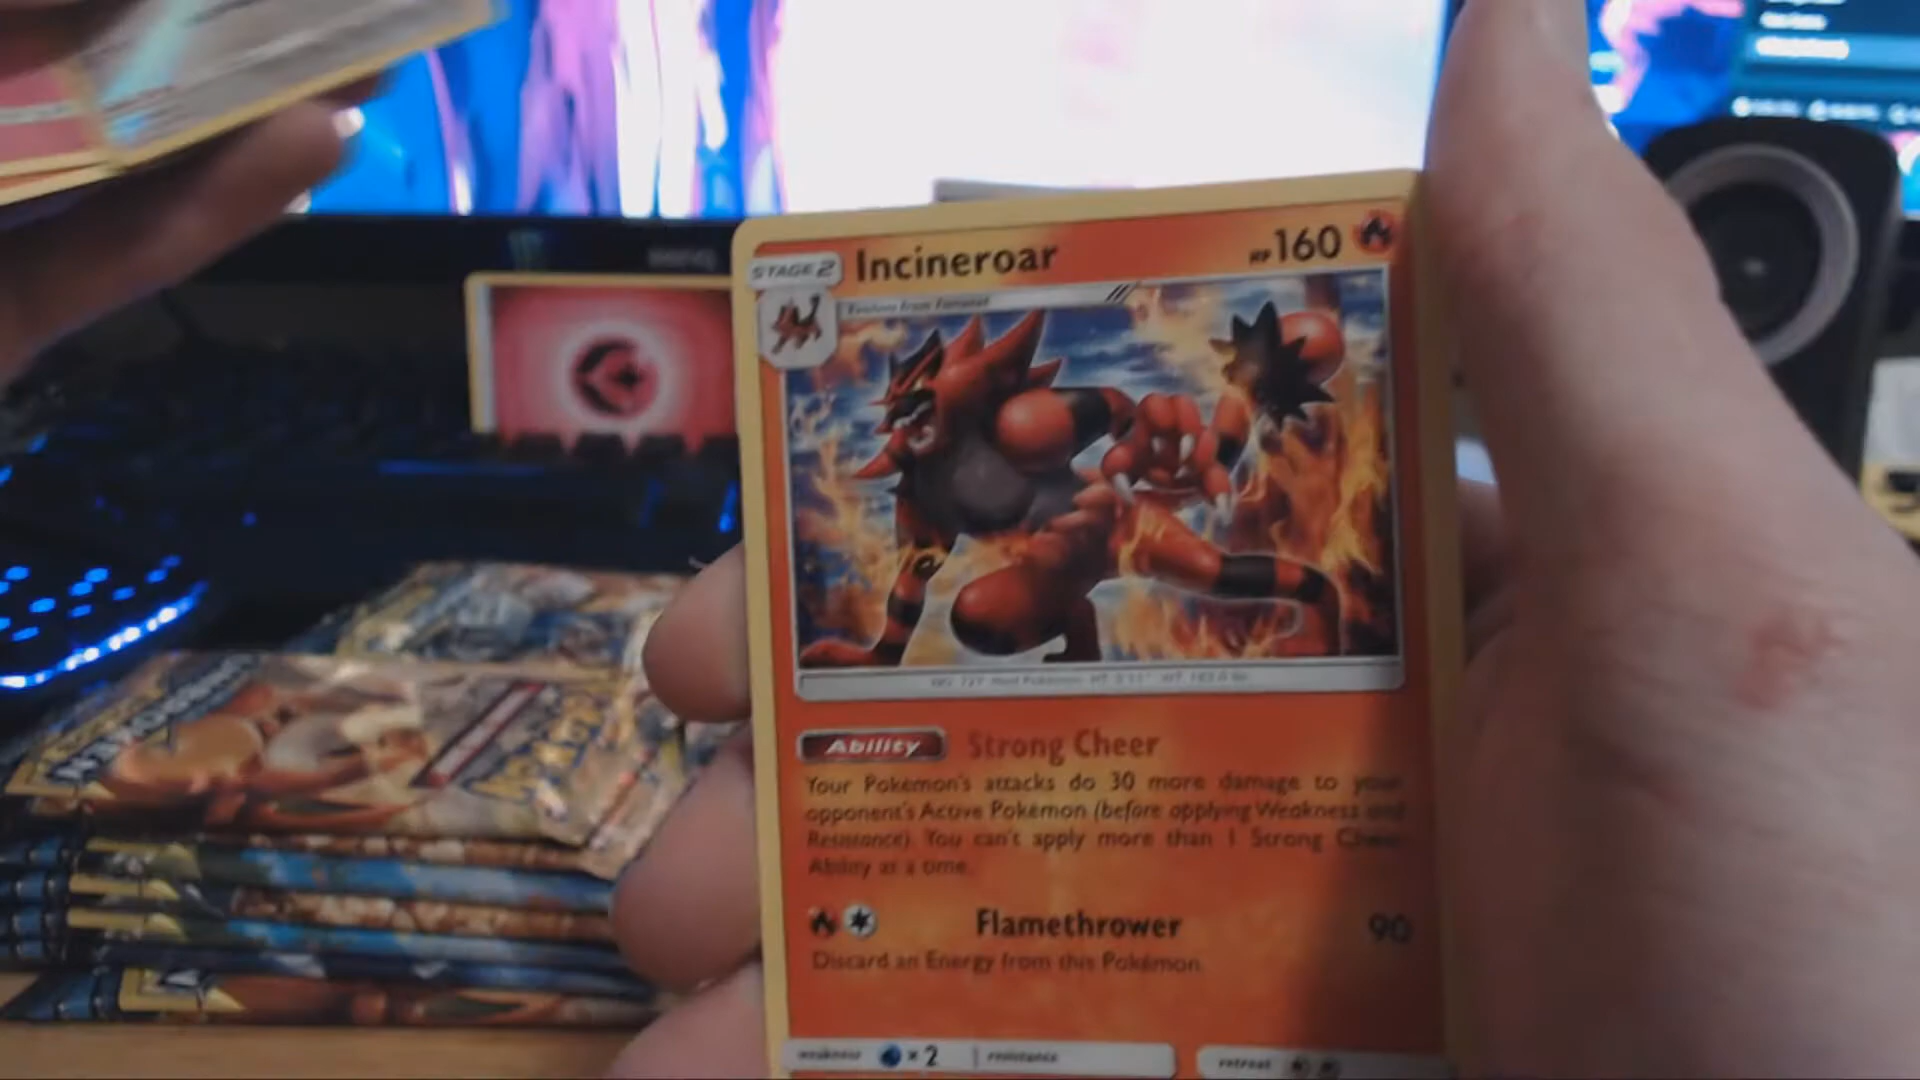 STAGE 2 Incineroar HP 160
Evolves from Torracat
Ability Strong Cheer
Your Pokémon's attacks do 30 more damage to your
opponent's Active Pokémon (before applying Weakness and
Resistance). You can't apply more than 1 Strong Cheer
Ability at a time.
Flamethrower 90
Discard an Energy from this Pokémon.
weakness ×2 resistance retreat